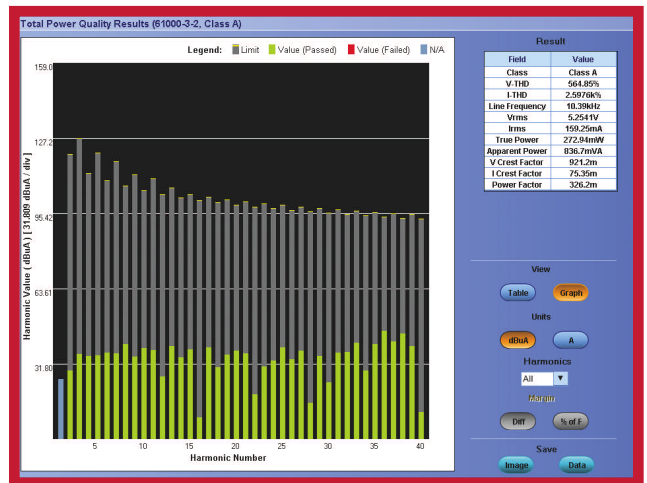 Total Power Quality Results (61000-3-2, Class A)
Legend: Limit Value (Passed) Value (Failed) N/A
159.0
127.2
95.42
63.61
31.80
Harmonic Value ( dBuA ) [ 31.809 dBuA / div ]
5 10 15 20 25 30 35 40
Harmonic Number
Result
Field Value
Class Class A
V-THD 564.85%
I-THD 2.5976k%
Line Frequency 10.39kHz
Vrms 5.2541V
Irms 159.25mA
True Power 272.94mW
Apparent Power 836.7mVA
V Crest Factor 921.2m
I Crest Factor 75.35m
Power Factor 326.2m
View
Table Graph
Units
dBuA A
Harmonics
All
Margin
Diff % of F
Save
Image Data